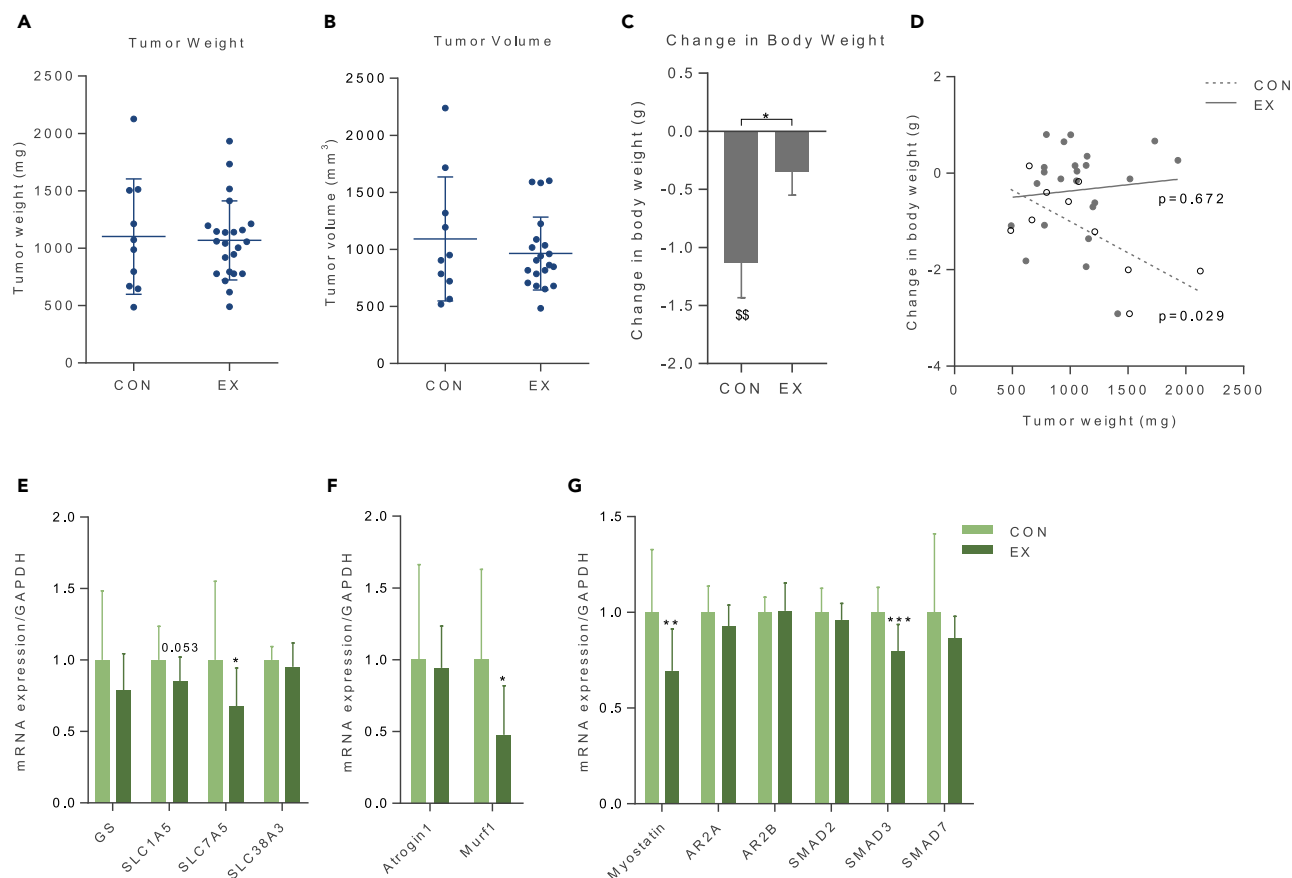 A
Tumor Weight
Tumor weight (mg)
2500
2000
1500
1000
500
0
CON EX
B
Tumor Volume
Tumor volume (mm³)
2500
2000
1500
1000
500
0
CON EX
C
Change in Body Weight
Change in body weight (g)
0.5
0.0
-0.5
-1.0
-1.5
-2.0
*
$$
CON EX
D
Change in body weight (g)
2
0
-2
-4
0 500 1000 1500 2000 2500
Tumor weight (mg)
CON
EX
p=0.672
p=0.029
E
mRNA expression/GAPDH
2.0
1.5
1.0
0.5
0.0
0.053
*
GS SLC1A5 SLC7A5 SLC38A3
F
mRNA expression/GAPDH
2.0
1.5
1.0
0.5
0.0
*
Atrogin1 Murf1
G
mRNA expression/GAPDH
1.5
1.0
0.5
0.0
**
***
Myostatin AR2A AR2B SMAD2 SMAD3 SMAD7
CON
EX